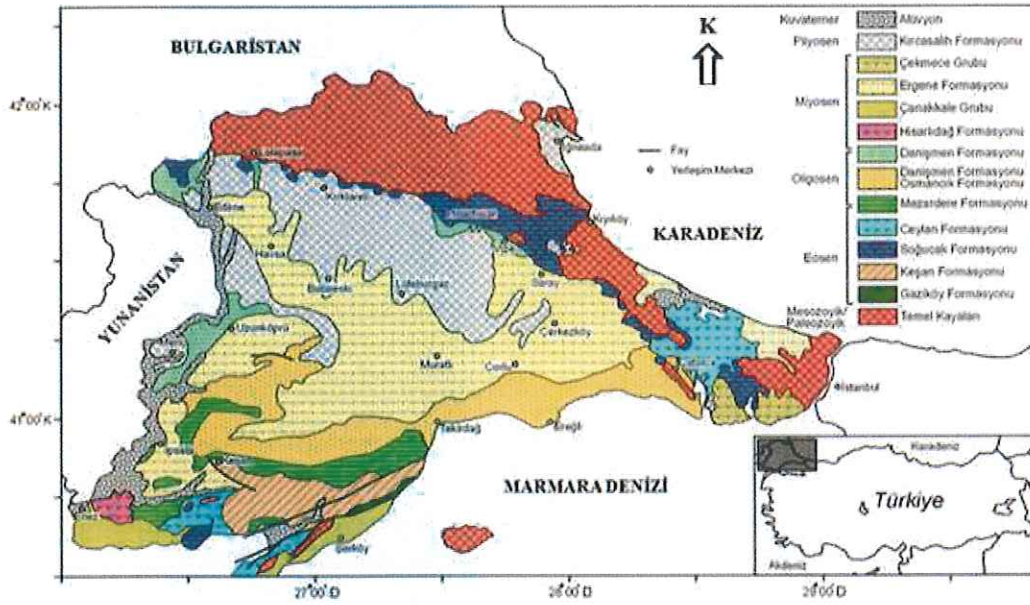 BULGARİSTAN
K
Kuvaterner
Alüvyon
Pliyosen
Kırcasalih Formasyonu
Çekmece Grubu
Ergene Formasyonu
Miyosen
Çanakkale Grubu
Hisarlıdağ Formasyonu
Danişmen Formasyonu
Oligosen
Danişmen Formasyonu
Osmancık Formasyonu
Mezardere Formasyonu
Ceylan Formasyonu
Eosen
Soğucak Formasyonu
Keşan Formasyonu
Gaziköy Formasyonu
Mesozoyik/
Paleozoyik
Temel Kayaları
42°00'K
İğneada
Fay
Yerleşim Merkezi
Lalapaşa
Kırklareli
Edirne
Pınarhisar
Kıyıköy
KARADENİZ
Havsa
YUNANİSTAN
Babaeski
Lüleburgaz
Saray
Uzunköprü
Çerkezköy
Muratlı
Çorlu
İstanbul
41°00'K
Tekirdağ
Ereğli
İpsala
Keşan
MARMARA DENİZİ
Enez
Şarköy
Karadeniz
Türkiye
Akdeniz
27°00'D
28°00'D
29°00'D